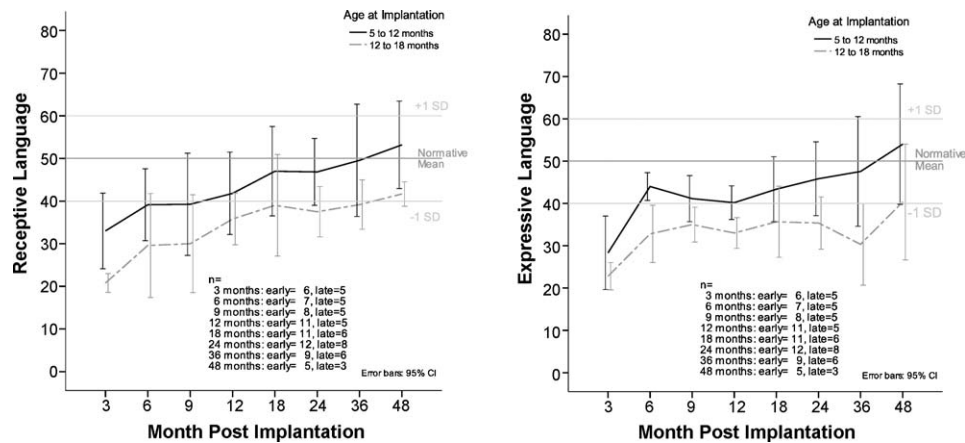 Age at Implantation
5 to 12 months
12 to 18 months
80
70
60
50
40
30
20
10
0
Receptive Language
+1 SD
Normative
Mean
-1 SD
n=
3 months: early= 6, late=5
6 months: early= 7, late=5
9 months: early= 8, late=5
12 months: early= 11, late=5
18 months: early= 11, late=6
24 months: early= 12, late=8
36 months: early= 9, late=6
48 months: early= 5, late=3
Error bars: 95% CI
3 6 9 12 18 24 36 48
Month Post Implantation
Age at Implantation
5 to 12 months
12 to 18 months
80
70
60
50
40
30
20
10
0
Expressive Language
+1 SD
Normative
Mean
-1 SD
n=
3 months: early= 6, late=5
6 months: early= 7, late=5
9 months: early= 8, late=5
12 months: early= 11, late=5
18 months: early= 11, late=6
24 months: early= 12, late=8
36 months: early= 9, late=6
48 months: early= 5, late=3
Error bars: 95% CI
3 6 9 12 18 24 36 48
Month Post Implantation